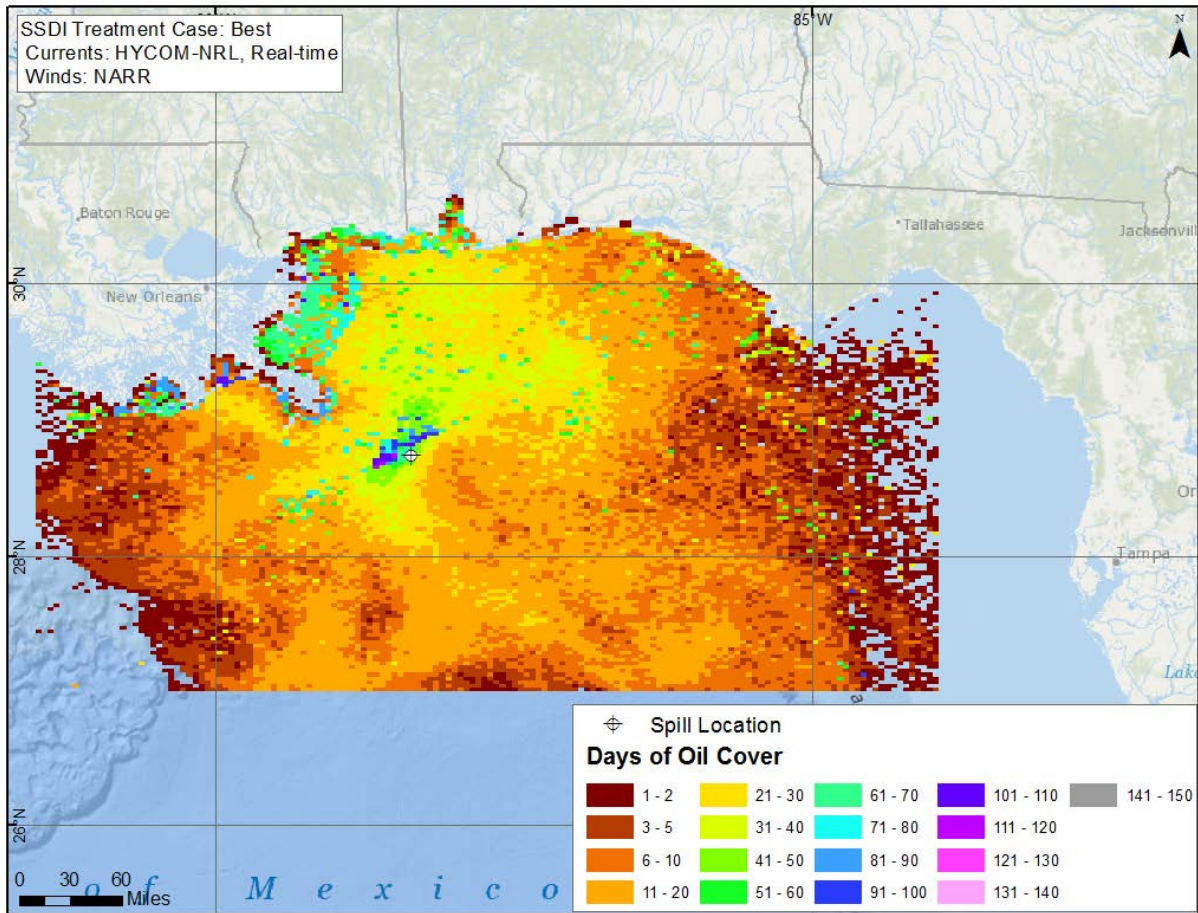 SSDI Treatment Case: Best
Currents: HYCOM-NRL, Real-time
Winds: NARR
85°W
N
Baton Rouge
Tallahassee
Jacksonvill
30°N
New Orleans
28°N
Or
Tampa
Lake
26°N
0 30 60
Miles
o f M e x i c o
Spill Location
Days of Oil Cover
1 - 2
3 - 5
6 - 10
11 - 20
21 - 30
31 - 40
41 - 50
51 - 60
61 - 70
71 - 80
81 - 90
91 - 100
101 - 110
111 - 120
121 - 130
131 - 140
141 - 150